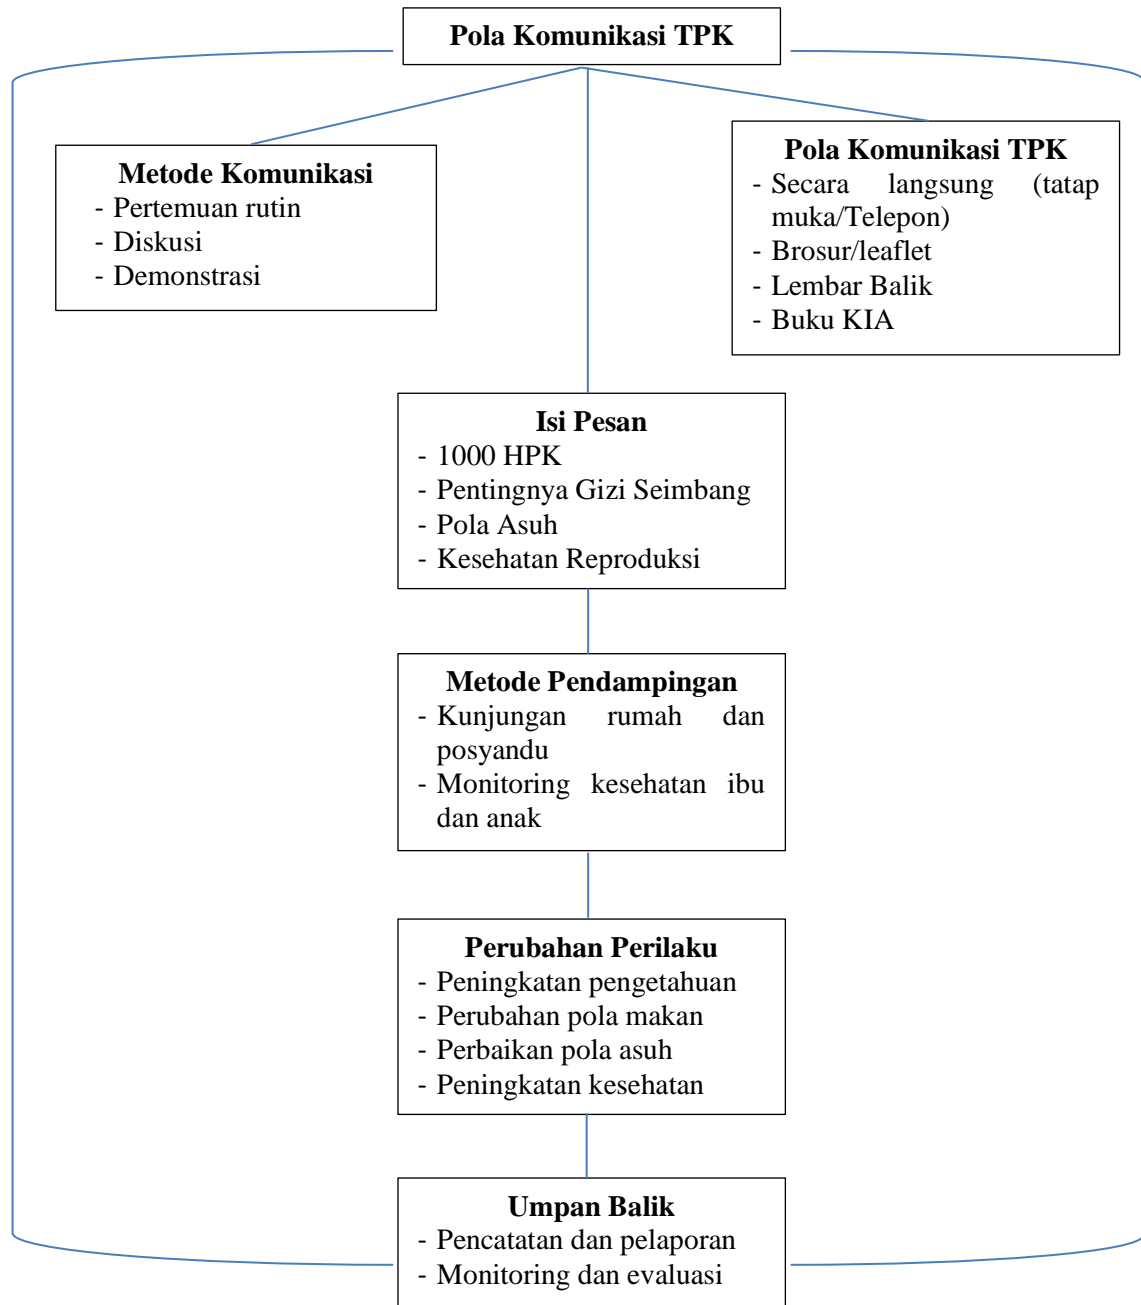 Pola Komunikasi TPK
Metode Komunikasi
- Pertemuan rutin
- Diskusi
- Demonstrasi
Pola Komunikasi TPK
- Secara langsung (tatap
muka/Telepon)
- Brosur/leaflet
- Lembar Balik
- Buku KIA
Isi Pesan
- 1000 HPK
- Pentingnya Gizi Seimbang
- Pola Asuh
- Kesehatan Reproduksi
Metode Pendampingan
- Kunjungan rumah dan
posyandu
- Monitoring kesehatan ibu
dan anak
Perubahan Perilaku
- Peningkatan pengetahuan
- Perubahan pola makan
- Perbaikan pola asuh
- Peningkatan kesehatan
Umpan Balik
- Pencatatan dan pelaporan
- Monitoring dan evaluasi